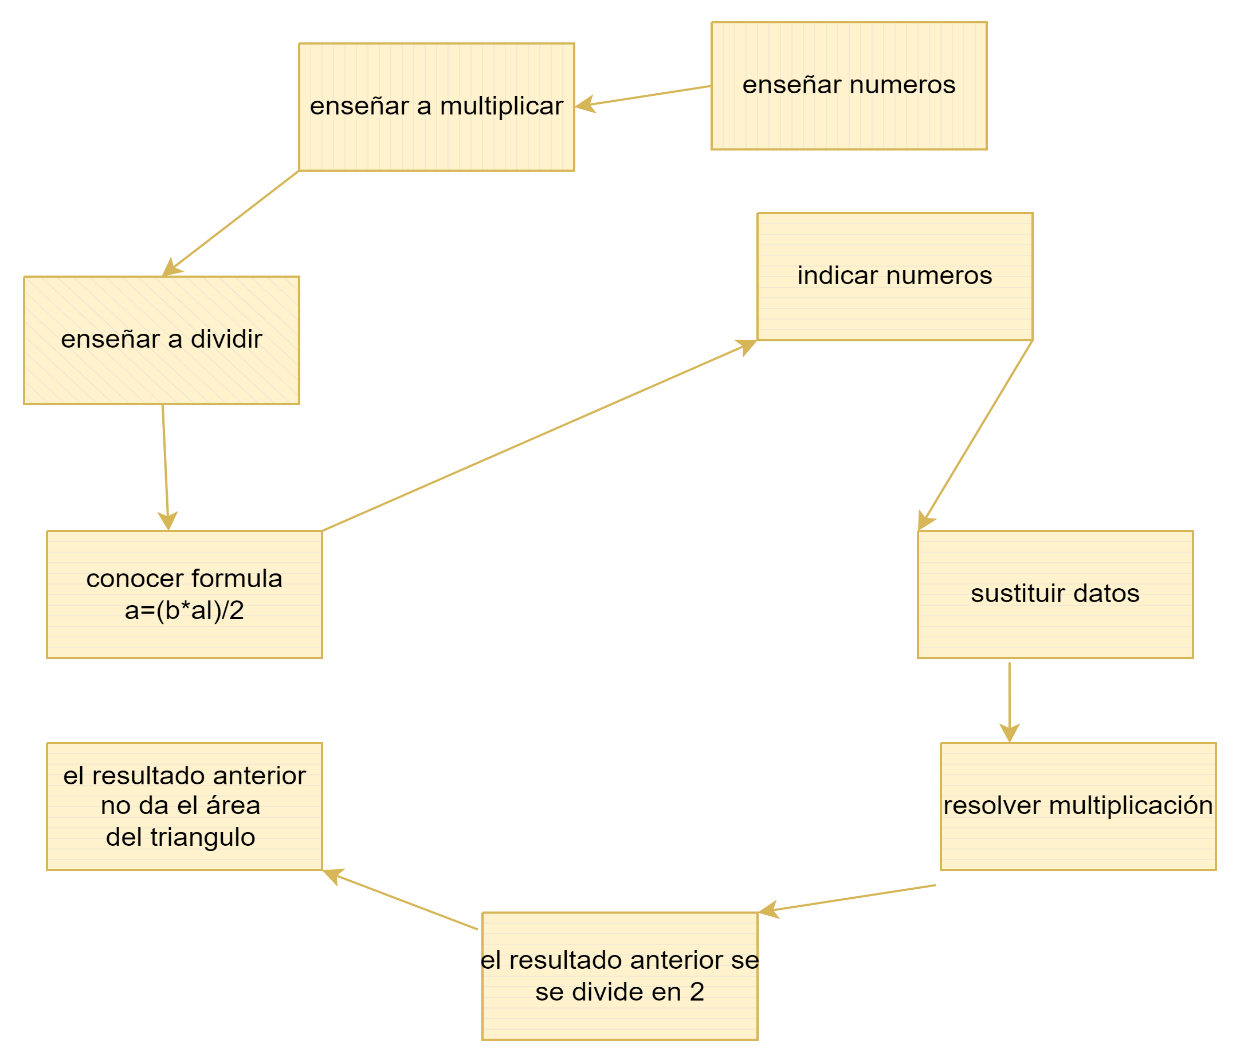 enseñar numeros
enseñar a multiplicar
enseñar a dividir
conocer formula
a=(b*al)/2
indicar numeros
sustituir datos
resolver multiplicación
el resultado anterior se
se divide en 2
el resultado anterior
no da el área
del triangulo